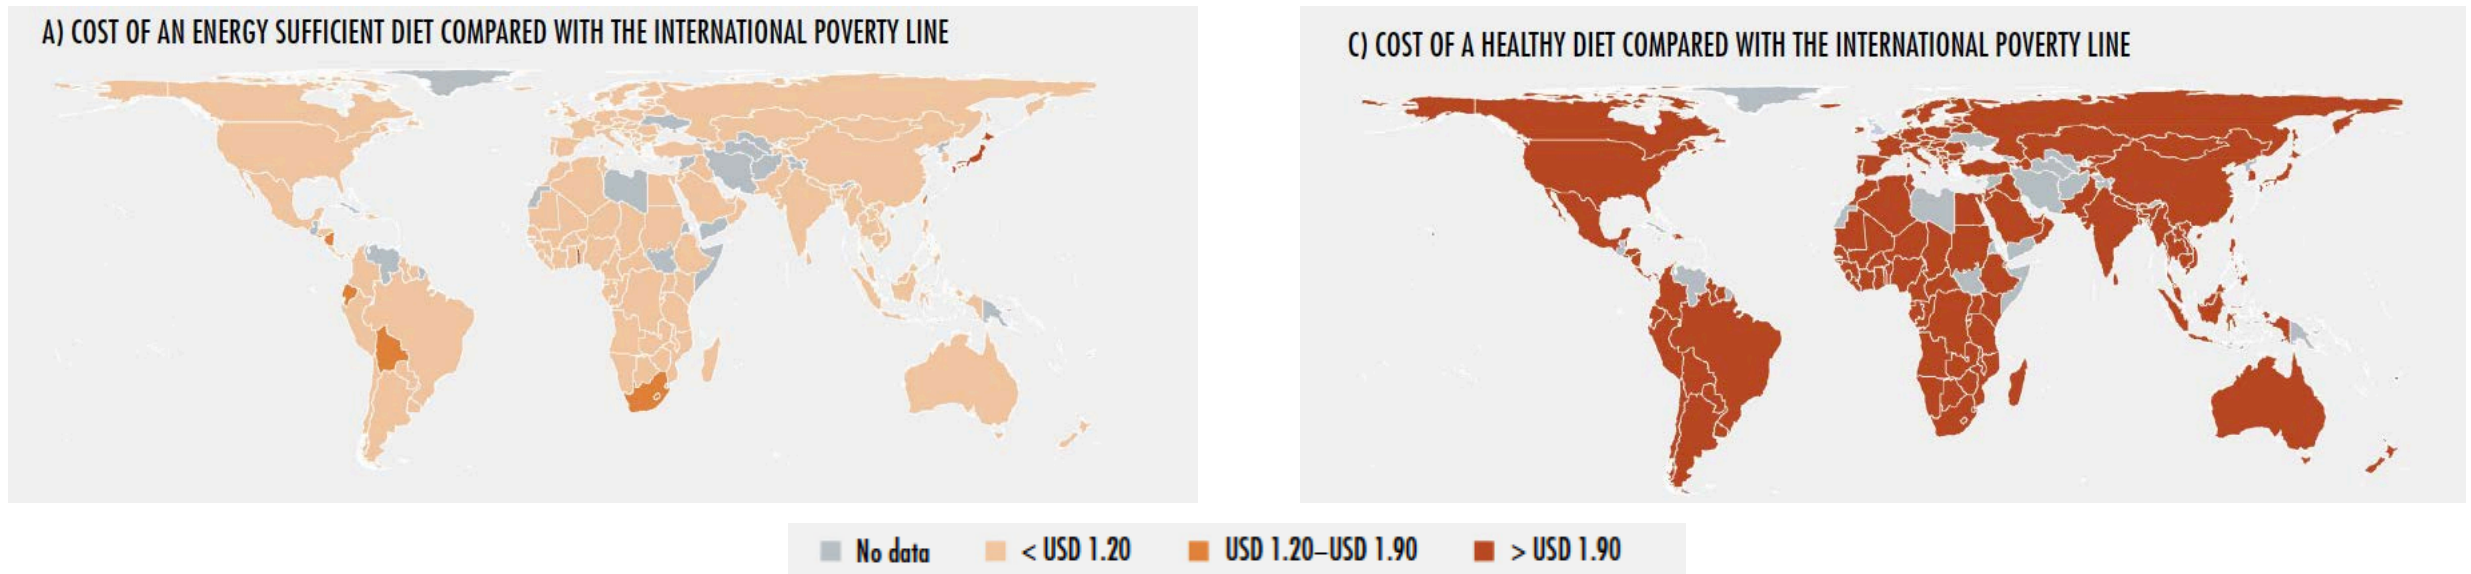 A) COST OF AN ENERGY SUFFICIENT DIET COMPARED WITH THE INTERNATIONAL POVERTY LINE
C) COST OF A HEALTHY DIET COMPARED WITH THE INTERNATIONAL POVERTY LINE
No data < USD 1.20 USD 1.20–USD 1.90 > USD 1.90